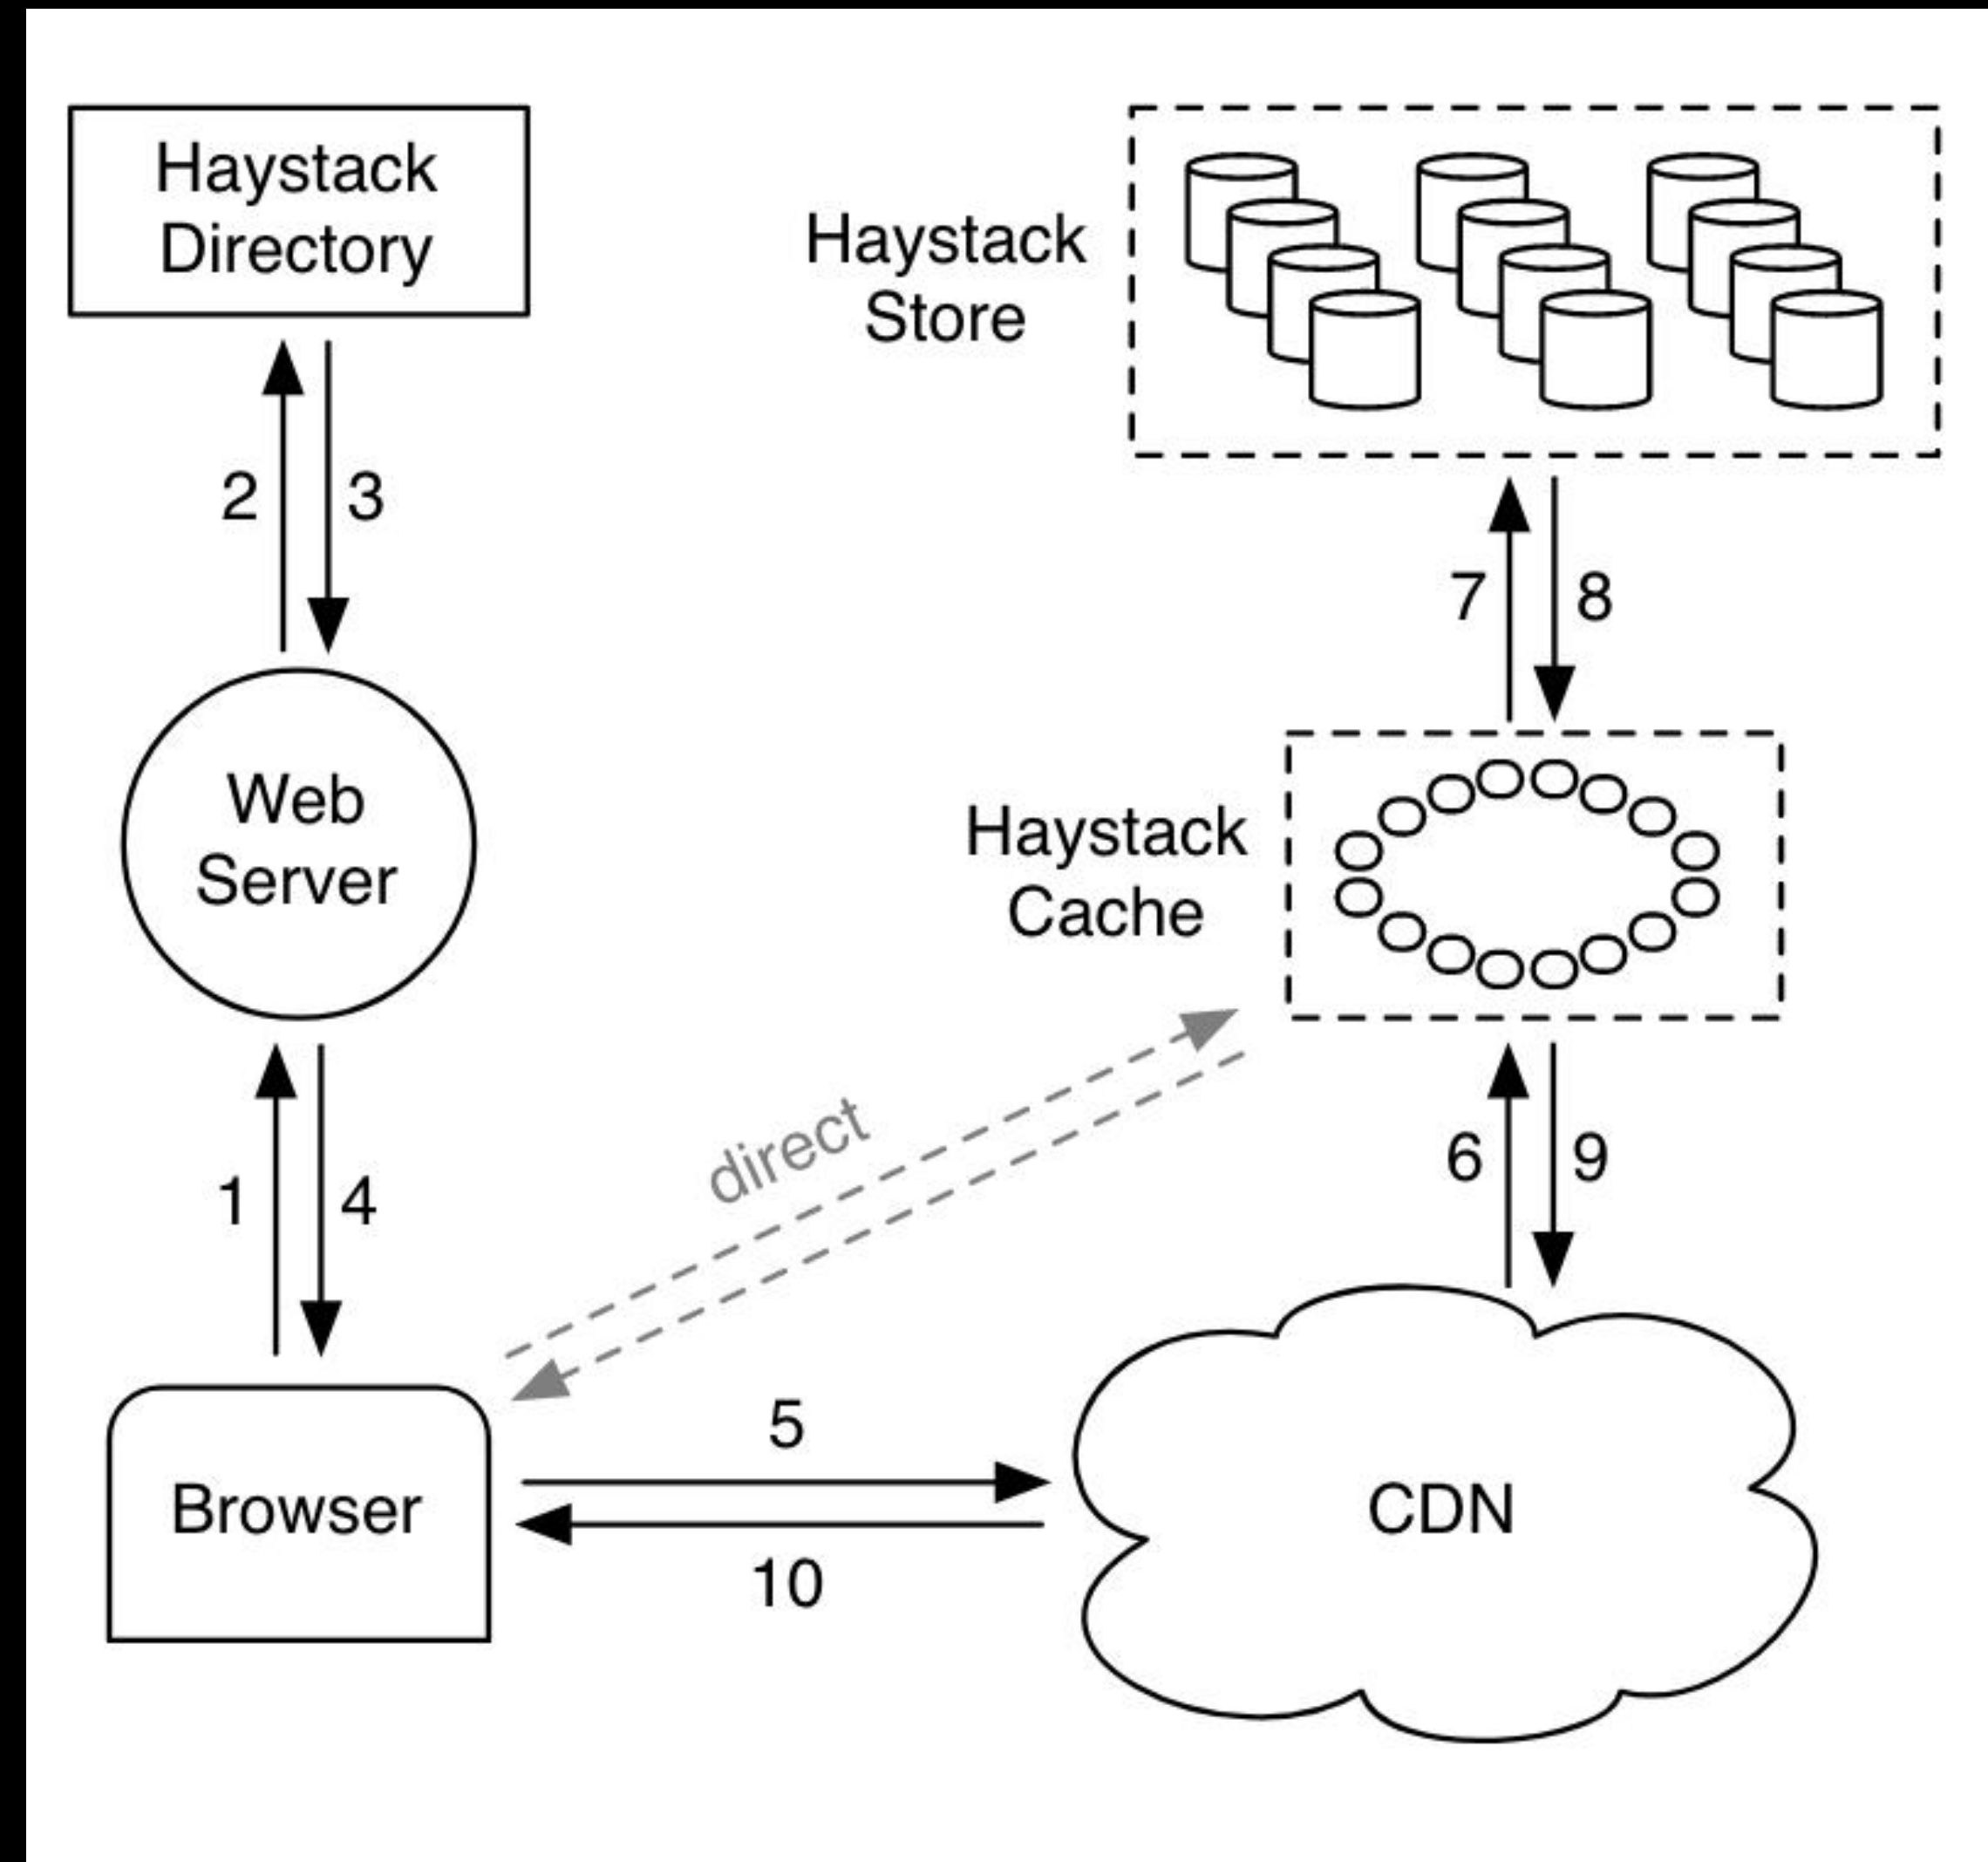 Haystack
Directory
Haystack
Store
2
3
7
8
Web
Server
Haystack
Cache
direct
1
4
6
9
5
Browser
CDN
10